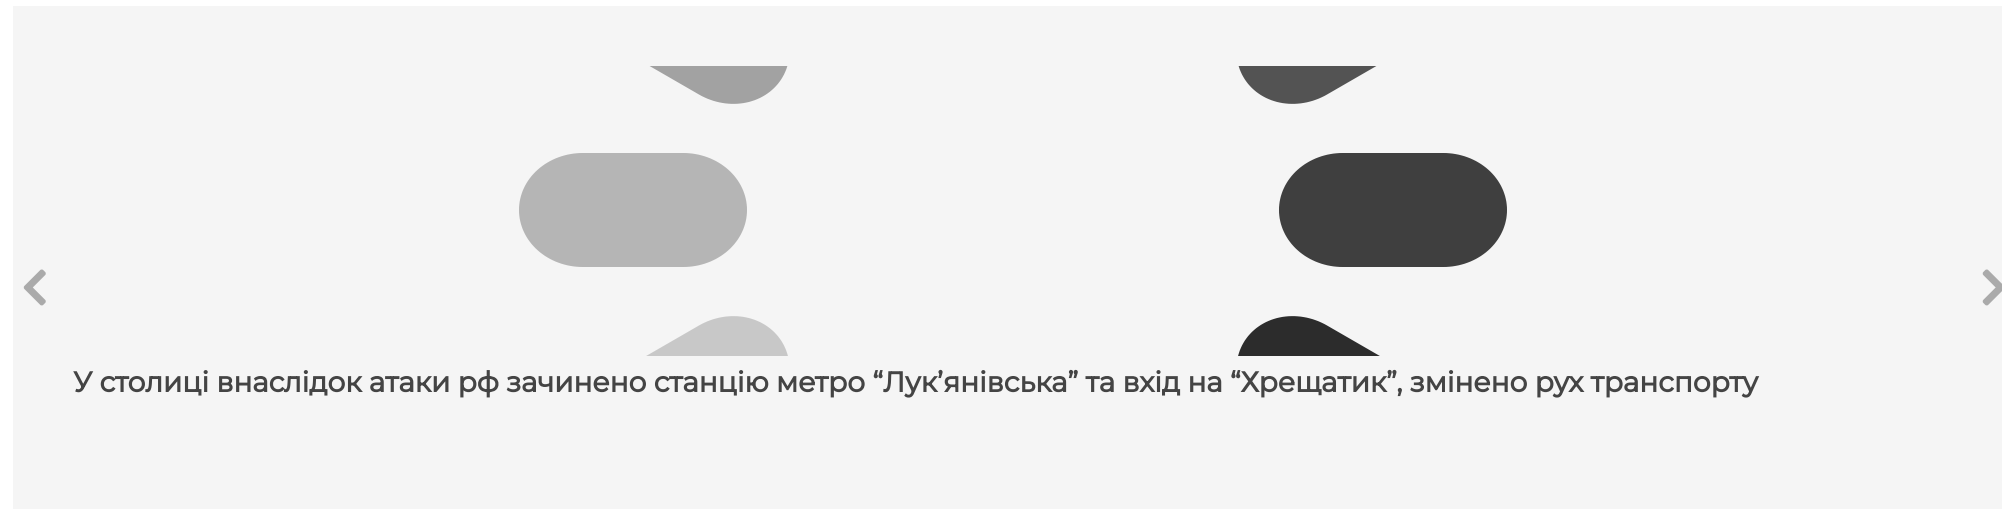 У столиці внаслідок атаки рф зачинено станцію метро “Лук’янівська” та вхід на “Хрещатик”, змінено рух транспорту